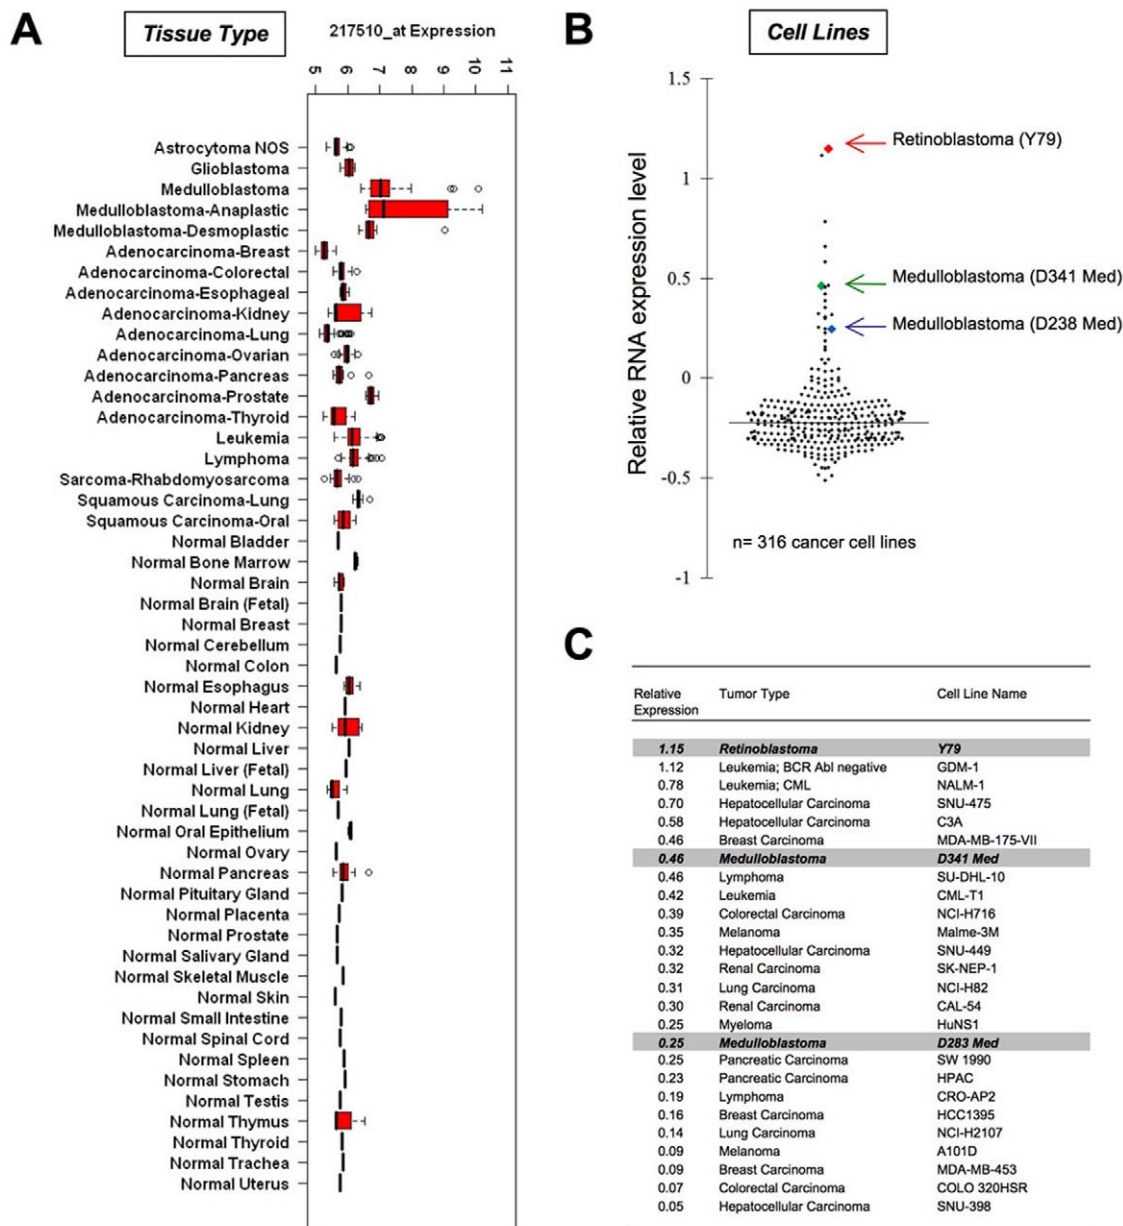 A
Tissue Type
217510_at Expression
5 6 7 8 9 10 11
Astrocytoma NOS
Glioblastoma
Medulloblastoma
Medulloblastoma-Anaplastic
Medulloblastoma-Desmoplastic
Adenocarcinoma-Breast
Adenocarcinoma-Colorectal
Adenocarcinoma-Esophageal
Adenocarcinoma-Kidney
Adenocarcinoma-Lung
Adenocarcinoma-Ovarian
Adenocarcinoma-Pancreas
Adenocarcinoma-Prostate
Adenocarcinoma-Thyroid
Leukemia
Lymphoma
Sarcoma-Rhabdomyosarcoma
Squamous Carcinoma-Lung
Squamous Carcinoma-Oral
Normal Bladder
Normal Bone Marrow
Normal Brain
Normal Brain (Fetal)
Normal Breast
Normal Cerebellum
Normal Colon
Normal Esophagus
Normal Heart
Normal Kidney
Normal Liver
Normal Liver (Fetal)
Normal Lung
Normal Lung (Fetal)
Normal Oral Epithelium
Normal Ovary
Normal Pancreas
Normal Pituitary Gland
Normal Placenta
Normal Prostate
Normal Salivary Gland
Normal Skeletal Muscle
Normal Skin
Normal Small Intestine
Normal Spinal Cord
Normal Spleen
Normal Stomach
Normal Testis
Normal Thymus
Normal Thyroid
Normal Trachea
Normal Uterus
B
Cell Lines
Relative RNA expression level
1.5
1
0.5
0
-0.5
-1
Retinoblastoma (Y79)
Medulloblastoma (D341 Med)
Medulloblastoma (D238 Med)
n= 316 cancer cell lines
C
Relative Expression Tumor Type Cell Line Name
1.15 Retinoblastoma Y79
1.12 Leukemia; BCR Abl negative GDM-1
0.78 Leukemia; CML NALM-1
0.70 Hepatocellular Carcinoma SNU-475
0.58 Hepatocellular Carcinoma C3A
0.46 Breast Carcinoma MDA-MB-175-VII
0.46 Medulloblastoma D341 Med
0.46 Lymphoma SU-DHL-10
0.42 Leukemia CML-T1
0.39 Colorectal Carcinoma NCI-H716
0.35 Melanoma Malme-3M
0.32 Hepatocellular Carcinoma SNU-449
0.32 Renal Carcinoma SK-NEP-1
0.31 Lung Carcinoma NCI-H82
0.30 Renal Carcinoma CAL-54
0.25 Myeloma HuNS1
0.25 Medulloblastoma D283 Med
0.25 Pancreatic Carcinoma SW 1990
0.23 Pancreatic Carcinoma HPAC
0.19 Lymphoma CRO-AP2
0.16 Breast Carcinoma HCC1395
0.14 Lung Carcinoma NCI-H2107
0.09 Melanoma A101D
0.09 Breast Carcinoma MDA-MB-453
0.07 Colorectal Carcinoma COLO 320HSR
0.05 Hepatocellular Carcinoma SNU-398